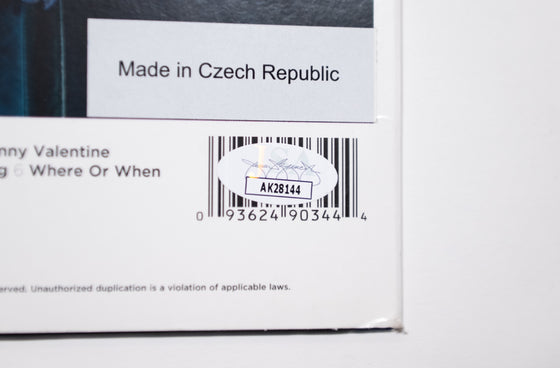 Made in Czech Republic
nny Valentine
g 6 Where Or When
AK28144
0 93624 90344 4
erved. Unauthorized duplication is a violation of applicable laws.